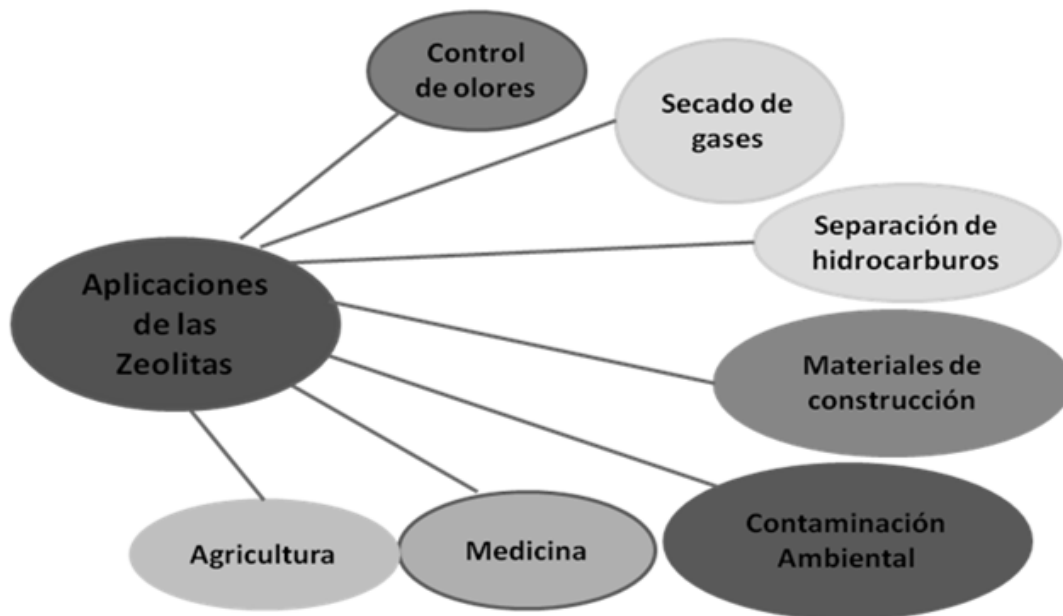 Control
de olores
Secado de
gases
Separación de
hidrocarburos
Aplicaciones
de las
Zeolitas
Materiales de
construcción
Contaminación
Ambiental
Medicina
Agricultura